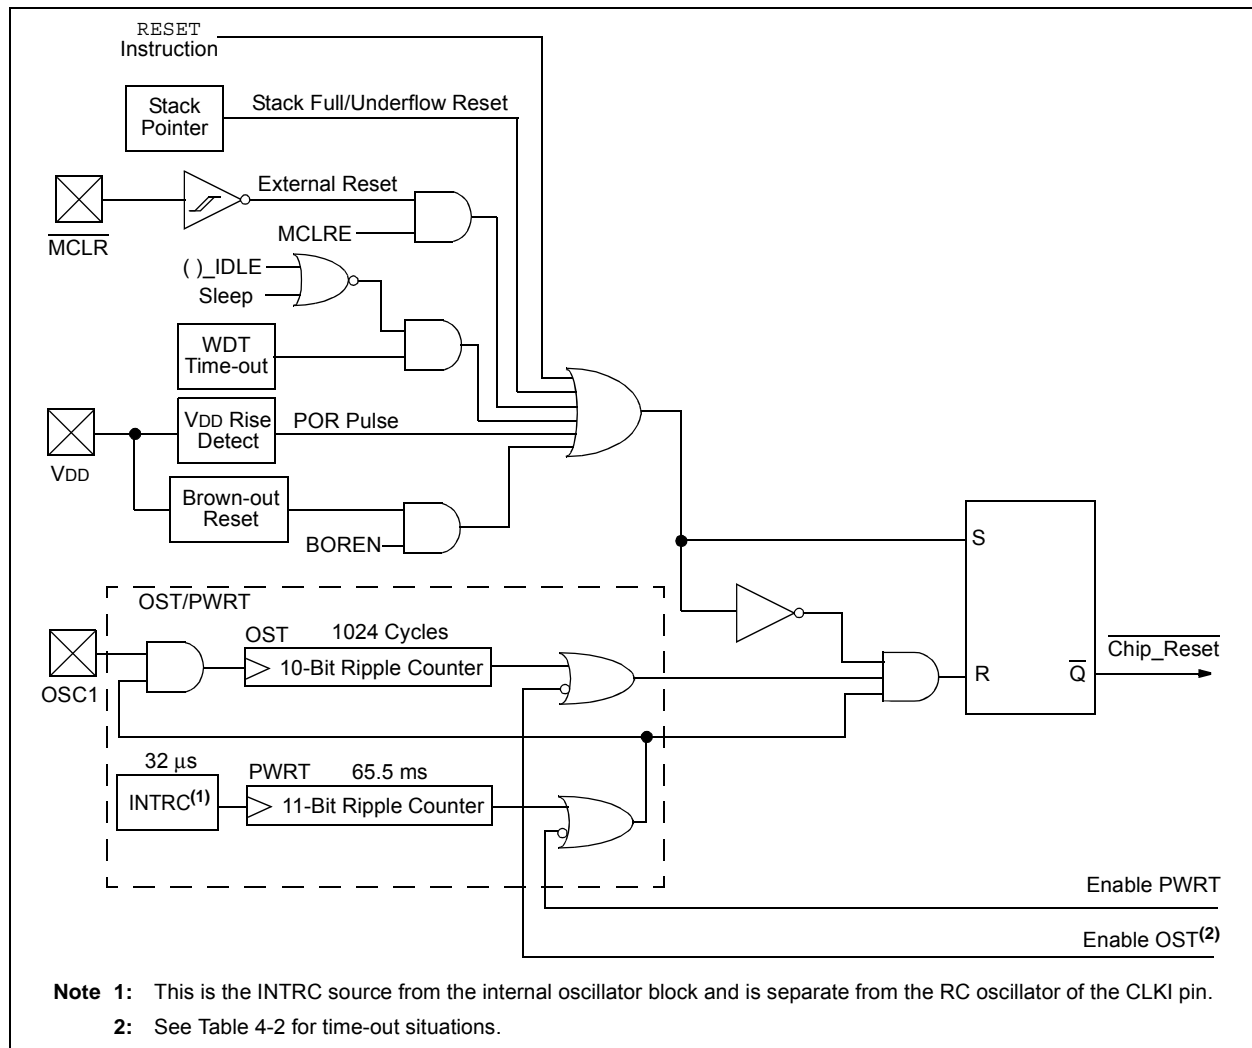 RESET
Instruction
Stack
Pointer
Stack Full/Underflow Reset
External Reset
MCLR
MCLRE
( )_IDLE
Sleep
WDT
Time-out
VDD Rise
Detect
POR Pulse
VDD
Brown-out
Reset
BOREN
S
OST/PWRT
OST
1024 Cycles
10-Bit Ripple Counter
OSC1
R
Q
Chip_Reset
32 μs
INTRC(1)
PWRT
65.5 ms
11-Bit Ripple Counter
Enable PWRT
Enable OST(2)
Note 1: This is the INTRC source from the internal oscillator block and is separate from the RC oscillator of the CLKI pin.
2: See Table 4-2 for time-out situations.